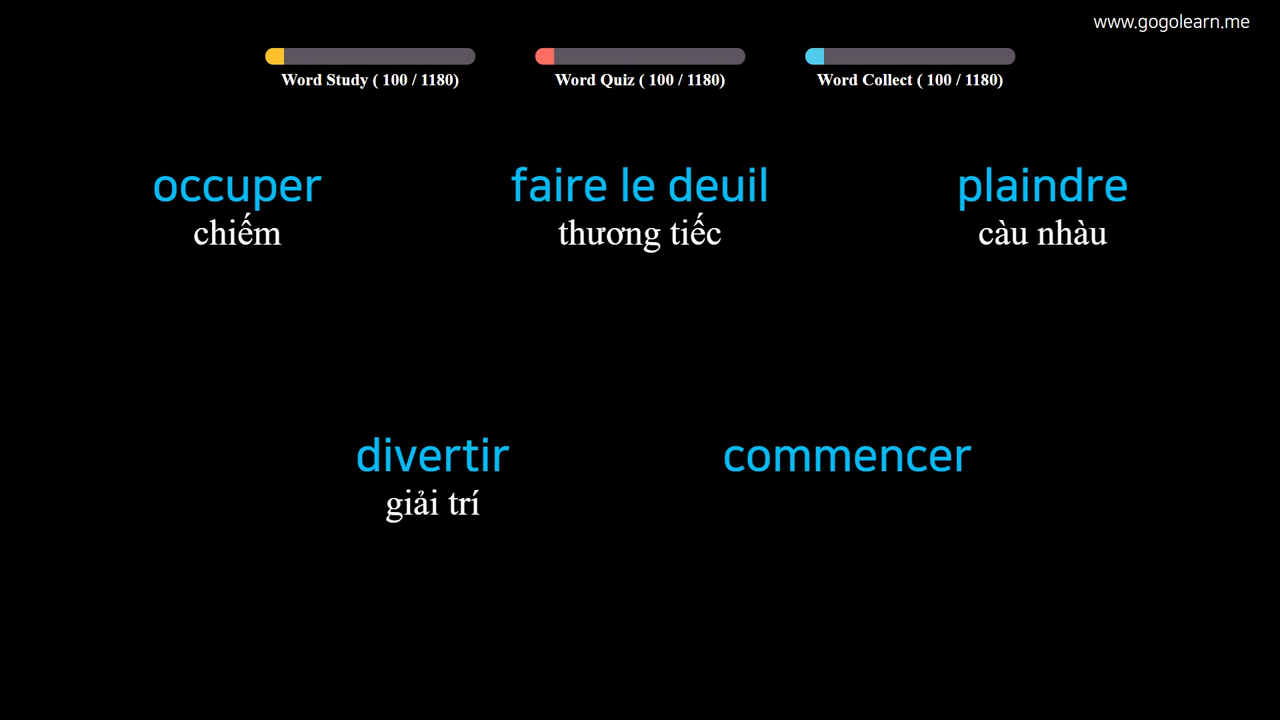 www.gogolearn.me
Word Study ( 100 / 1180)
Word Quiz ( 100 / 1180)
Word Collect ( 100 / 1180)
occuper
chiếm
faire le deuil
thương tiếc
plaindre
càu nhàu
divertir
giải trí
commencer